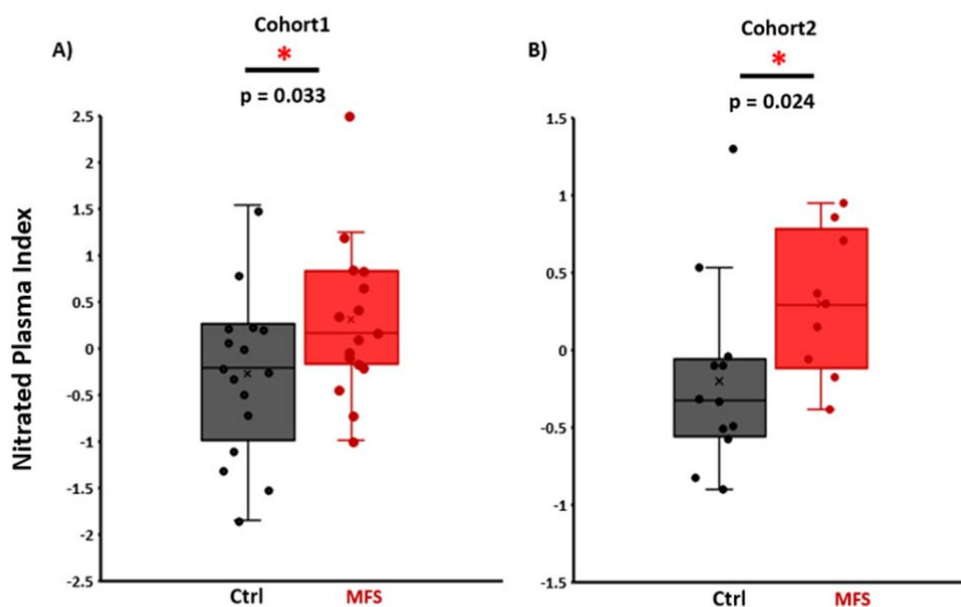 Cohort1
A)
*
p = 0.033
Nitrated Plasma Index
2.5
2
1.5
1
0.5
0
-0.5
-1
-1.5
-2
-2.5
Ctrl MFS
Cohort2
B)
*
p = 0.024
1.5
1
0.5
0
-0.5
-1
-1.5
Ctrl MFS